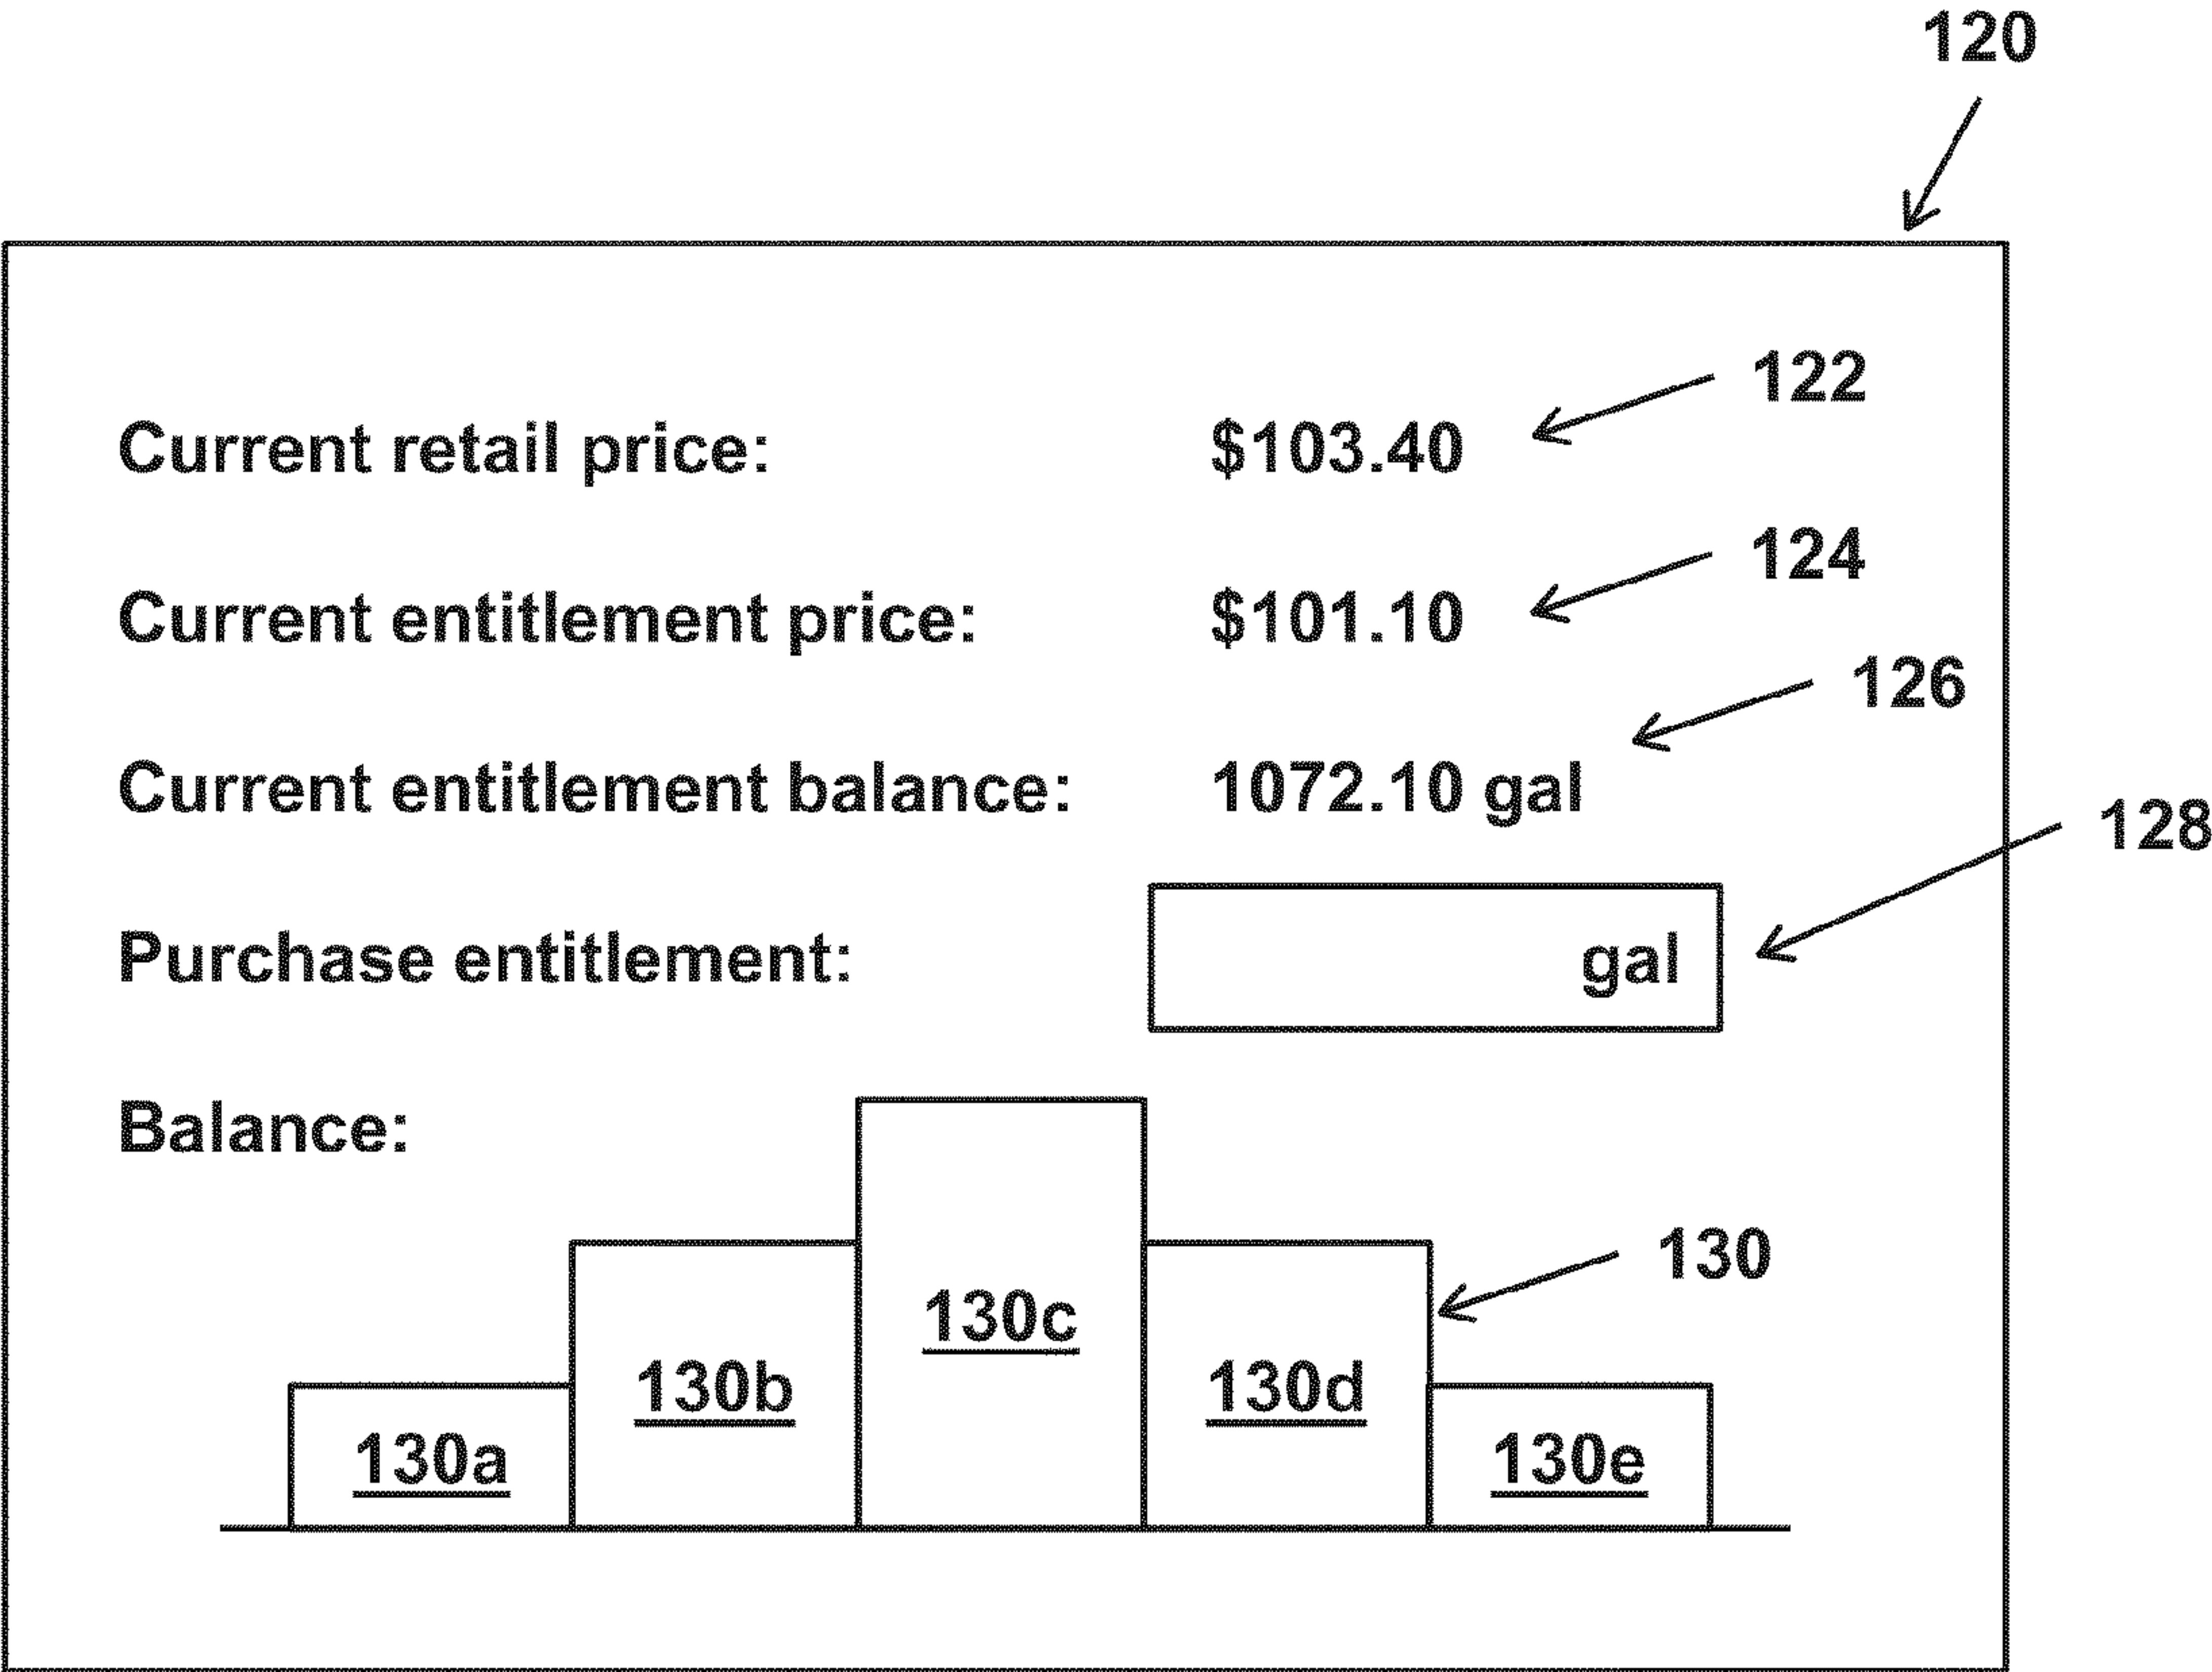 120
122
Current retail price: $103.40
124
Current entitlement price: $101.10
126
Current entitlement balance: 1072.10 gal
128
Purchase entitlement: gal
Balance:
130
130c
130b 130d
130a 130e